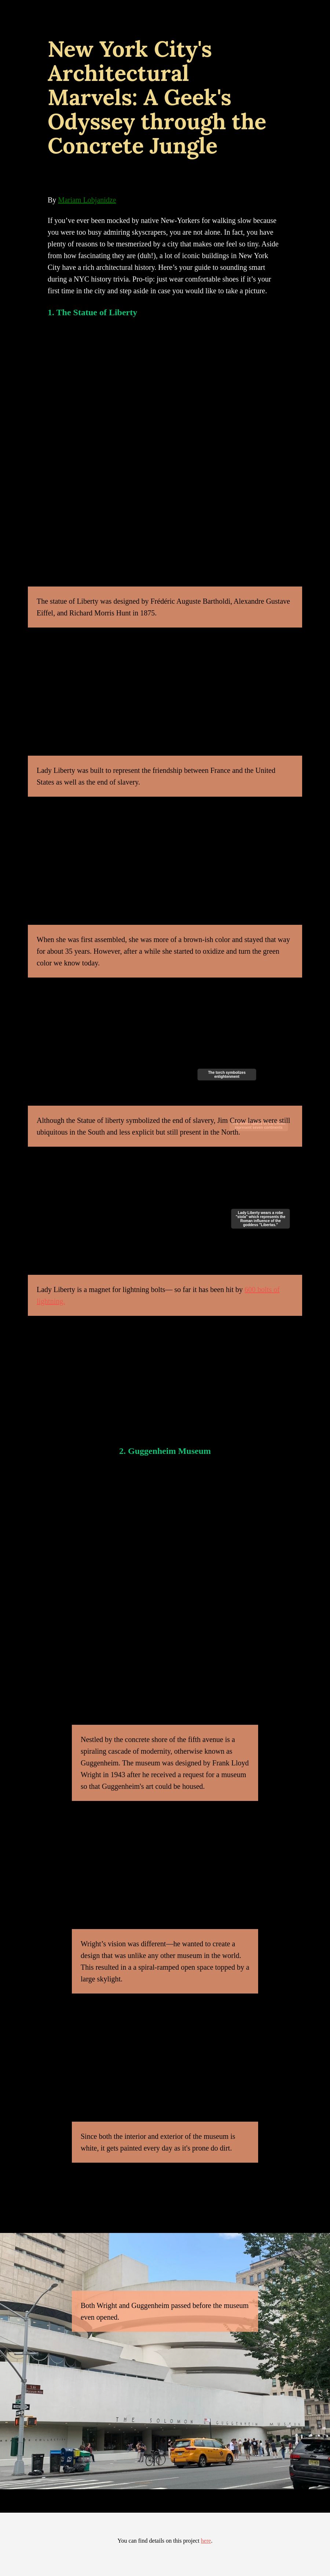 New York City's
Architectural
Marvels: A Geek's
Odyssey through the
Concrete Jungle
By Mariam Lobjanidze
If you’ve ever been mocked by native New-Yorkers for walking slow because
you were too busy admiring skyscrapers, you are not alone. In fact, you have
plenty of reasons to be mesmerized by a city that makes one feel so tiny. Aside
from how fascinating they are (duh!), a lot of iconic buildings in New York
City have a rich architectural history. Here’s your guide to sounding smart
during a NYC history trivia. Pro-tip: just wear comfortable shoes if it’s your
first time in the city and step aside in case you would like to take a picture.
1. The Statue of Liberty
The statue of Liberty was designed by Frédéric Auguste Bartholdi, Alexandre Gustave
Eiffel, and Richard Morris Hunt in 1875.
Lady Liberty was built to represent the friendship between France and the United
States as well as the end of slavery.
When she was first assembled, she was more of a brown-ish color and stayed that way
for about 35 years. However, after a while she started to oxidize and turn the green
color we know today.
The torch symbolizes
enlightenment
Although the Statue of liberty symbolized the end of slavery, Jim Crow laws were still
ubiquitous in the South and less explicit but still present in the North.
Lady Liberty wears a robe
"stola" which represents the
Roman influence of the
goddess "Libertas."
Lady Liberty is a magnet for lightning bolts— so far it has been hit by 600 bolts of
lightning.
2. Guggenheim Museum
Nestled by the concrete shore of the fifth avenue is a
spiraling cascade of modernity, otherwise known as
Guggenheim. The museum was designed by Frank Lloyd
Wright in 1943 after he received a request for a museum
so that Guggenheim's art could be housed.
Wright’s vision was different—he wanted to create a
design that was unlike any other museum in the world.
This resulted in a a spiral-ramped open space topped by a
large skylight.
Since both the interior and exterior of the museum is
white, it gets painted every day as it's prone do dirt.
Both Wright and Guggenheim passed before the museum
even opened.
THE SOLOMON R GUGGENHEIM MUSEUM
You can find details on this project here.